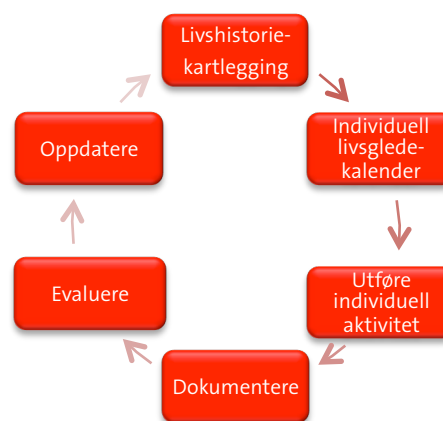 Livshistorie-
kartlegging
Individuell
livsglede-
kalender
Utføre
individuell
aktivitet
Dokumentere
Evaluere
Oppdatere